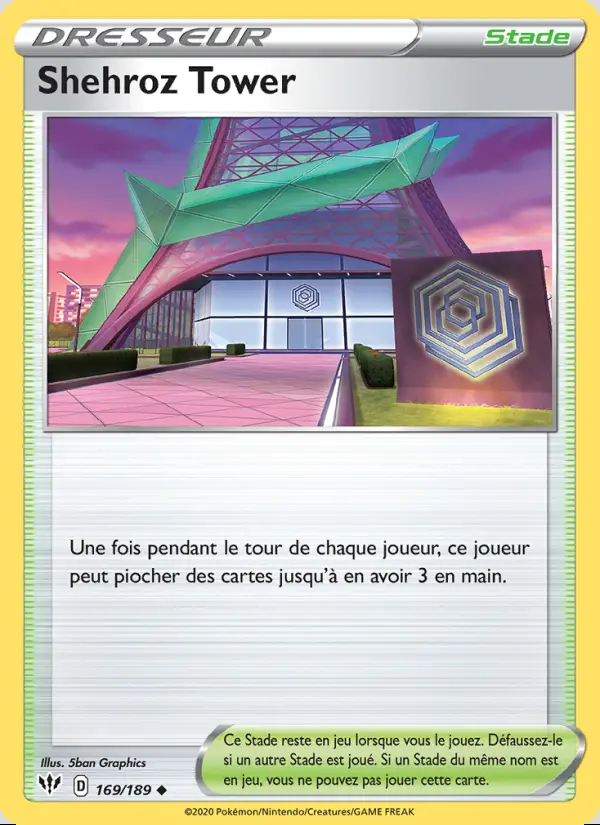 DRESSEUR
Stade
Shehroz Tower
Une fois pendant le tour de chaque joueur, ce joueur
peut piocher des cartes jusqu'à en avoir 3 en main.
Illus. 5ban Graphics
D 169/189
Ce Stade reste en jeu lorsque vous le jouez. Défaussez-le
si un autre Stade est joué. Si un Stade du même nom est
en jeu, vous ne pouvez pas jouer cette carte.
©2020 Pokémon/Nintendo/Creatures/GAME FREAK